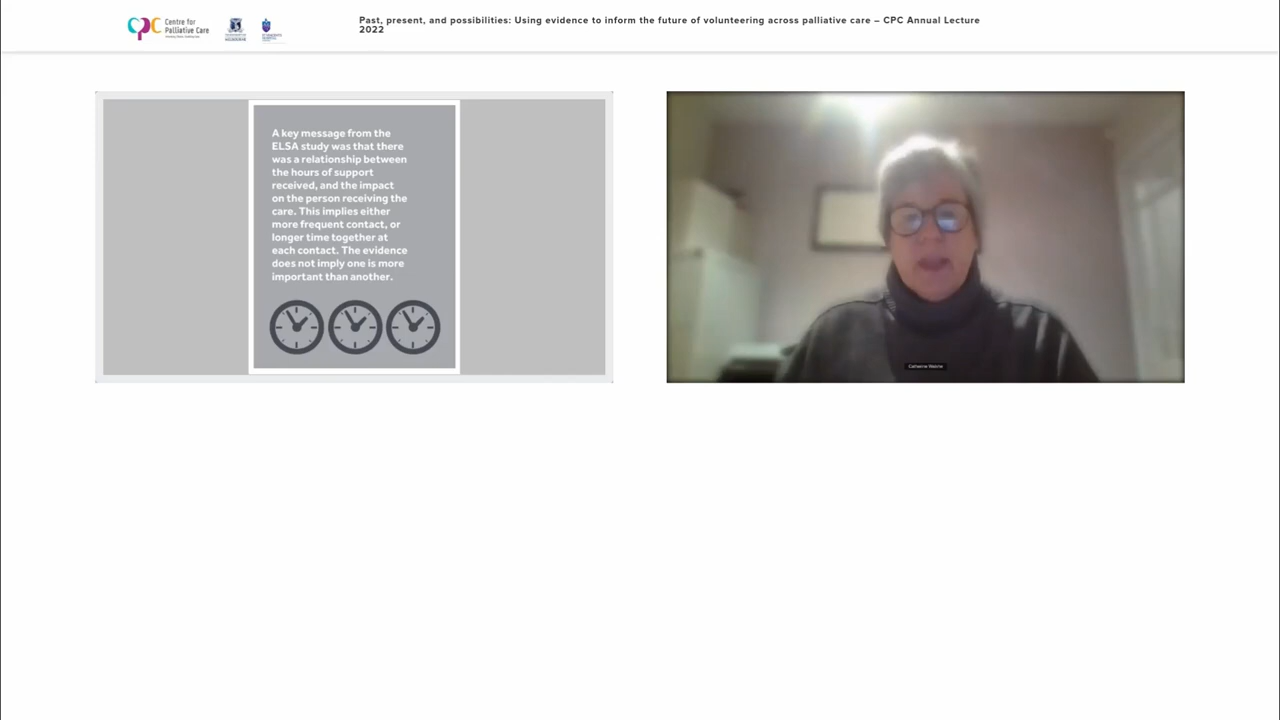 Centre for
Palliative Care
Past, present, and possibilities: Using evidence to inform the future of volunteering across palliative care – CPC Annual Lecture
2022
A key message from the
ELSA study was that there
was a relationship between
the hours of support
received, and the impact
on the person receiving the
care. This implies either
more frequent contact, or
longer time together at
each contact. The evidence
does not imply one is more
important than another.
MELBOURNE